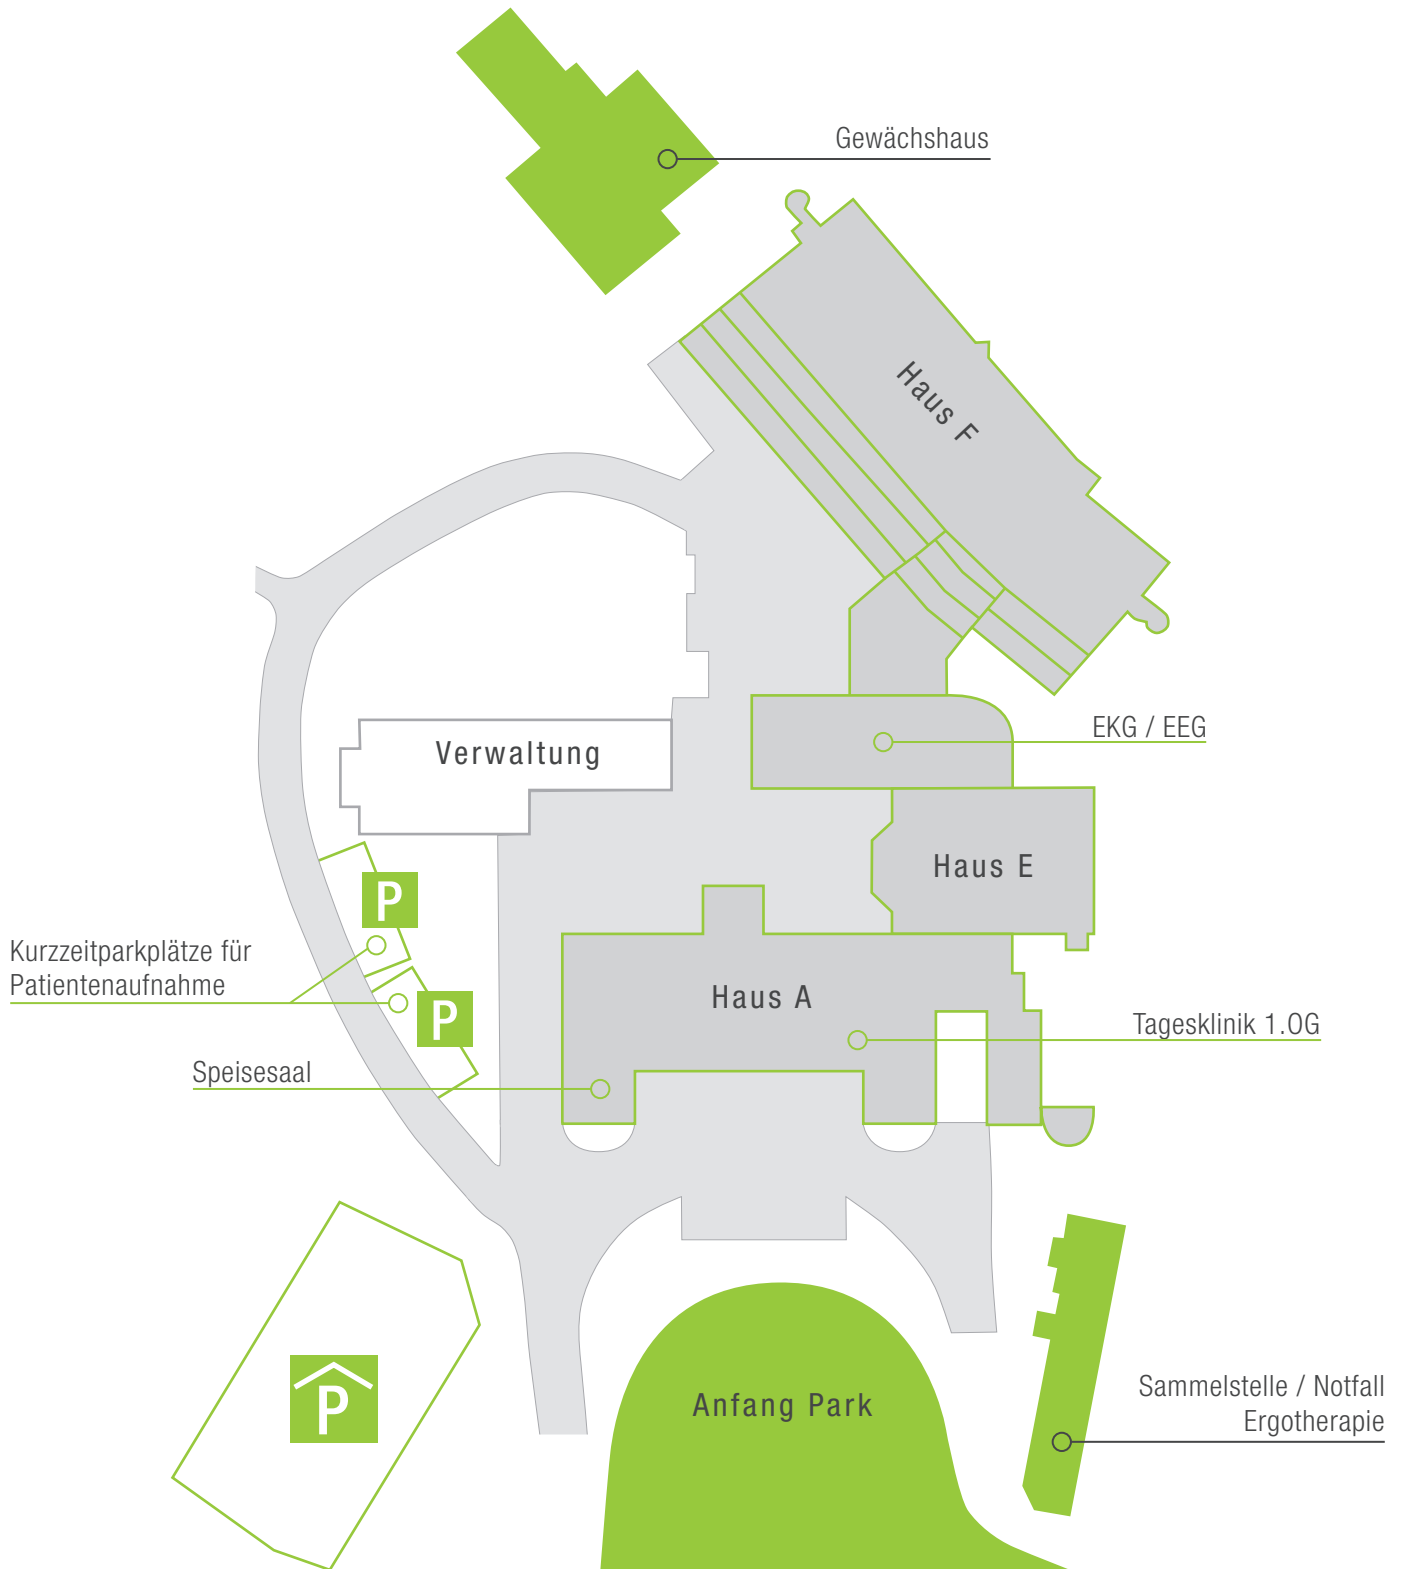 Gewächshaus
Haus F
EKG / EEG
Verwaltung
Haus E
P
Kurzzeitparkplätze für
Patientenaufnahme
P
Haus A
Tagesklinik 1.OG
Speisesaal
P
Anfang Park
Sammelstelle / Notfall
Ergotherapie